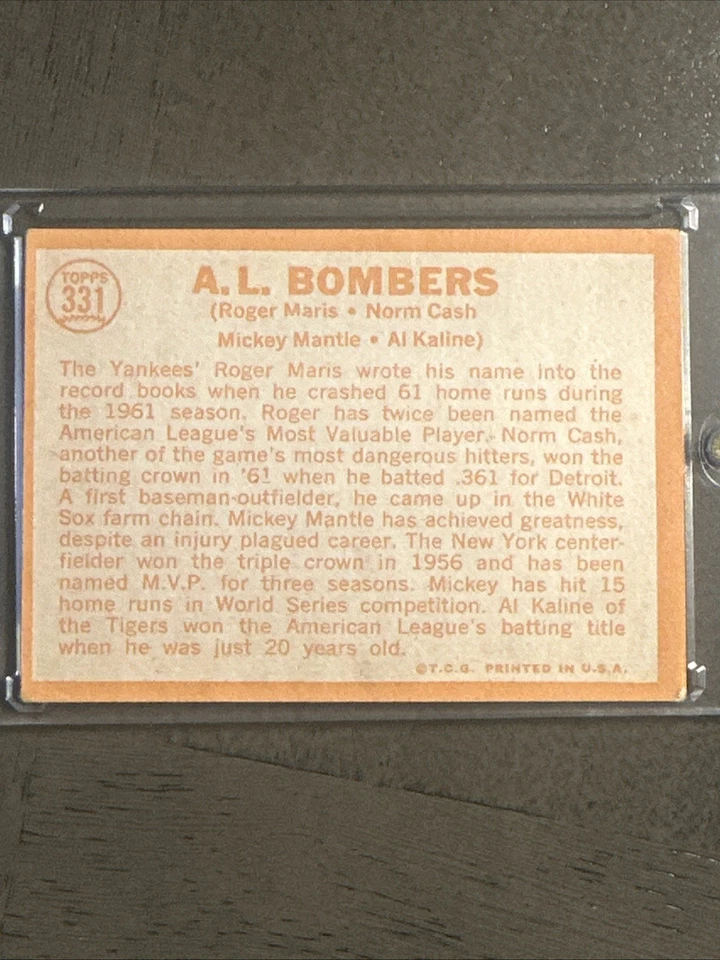 TOPPS
331
A. L. BOMBERS
(Roger Maris • Norm Cash
Mickey Mantle • Al Kaline)
The Yankees' Roger Maris wrote his name into the
record books when he crashed 61 home runs during
the 1961 season. Roger has twice been named the
American League's Most Valuable Player. Norm Cash,
another of the game's most dangerous hitters, won the
batting crown in '61 when he batted .361 for Detroit.
A first baseman-outfielder, he came up in the White
Sox farm chain. Mickey Mantle has achieved greatness,
despite an injury plagued career. The New York center-
fielder won the triple crown in 1956 and has been
named M.V.P. for three seasons. Mickey has hit 15
home runs in World Series competition. Al Kaline of
the Tigers won the American League's batting title
when he was just 20 years old.
©T.C.G. PRINTED IN U.S.A.